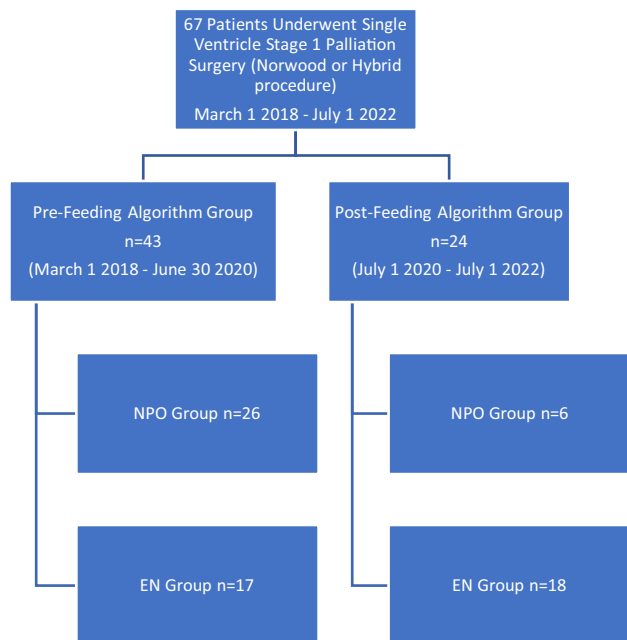 67 Patients Underwent Single
Ventricle Stage 1 Palliation
Surgery (Norwood or Hybrid
procedure)
March 1 2018 - July 1 2022
Pre-Feeding Algorithm Group
n=43
(March 1 2018 - June 30 2020)
Post-Feeding Algorithm Group
n=24
(July 1 2020 - July 1 2022)
NPO Group n=26
NPO Group n=6
EN Group n=17
EN Group n=18